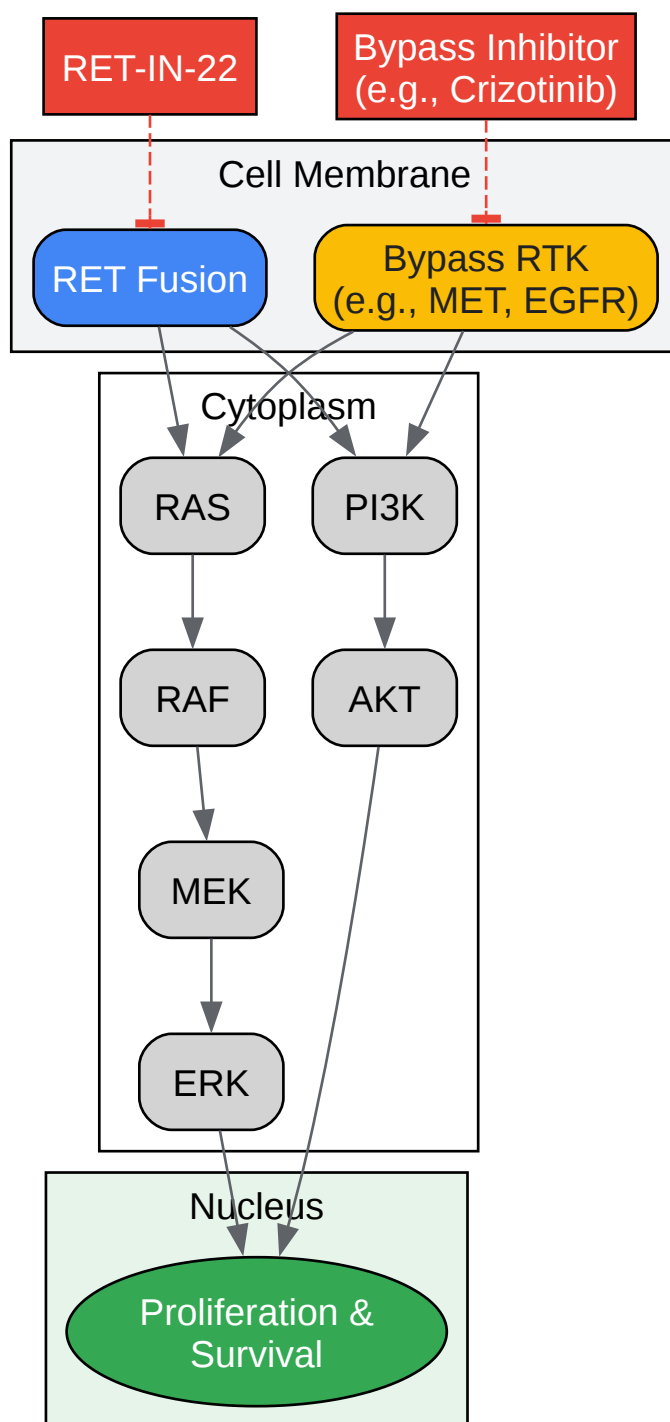 RET-IN-22
Bypass Inhibitor
(e.g., Crizotinib)
Cell Membrane
RET Fusion
Bypass RTK
(e.g., MET, EGFR)
Cytoplasm
RAS
PI3K
RAF
AKT
MEK
ERK
Nucleus
Proliferation &
Survival